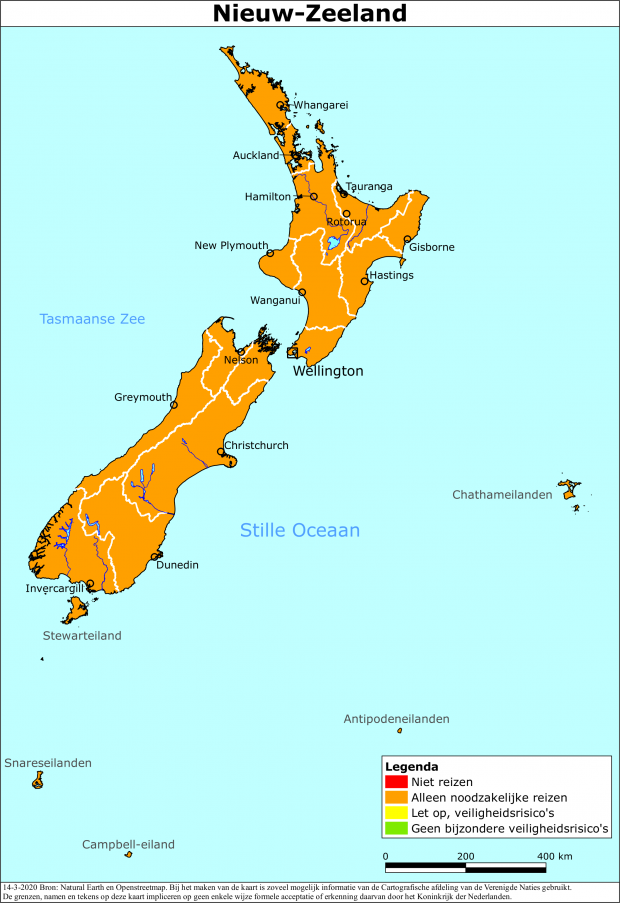 Nieuw-Zeeland
Whangarei
Auckland
Tauranga
Hamilton
Rotorua
New Plymouth
Gisborne
Hastings
Wanganui
Tasmaanse Zee
Nelson
Wellington
Greymouth
Christchurch
Chathameilanden
Stille Oceaan
Dunedin
Invercargill
Stewarteiland
Antipodeneilanden
Snareseilanden
Campbell-eiland
Legenda
Niet reizen
Alleen noodzakelijke reizen
Let op, veiligheidsrisico's
Geen bijzondere veiligheidsrisico's
0 200 400 km
14-3-2020 Bron: Natural Earth en Openstreetmap. Bij het maken van de kaart is zoveel mogelijk informatie van de Cartografische afdeling van de Verenigde Naties gebruikt.
De grenzen, namen en tekens op deze kaart impliceren op geen enkele wijze formele acceptatie of erkenning daarvan door het Koninkrijk der Nederlanden.